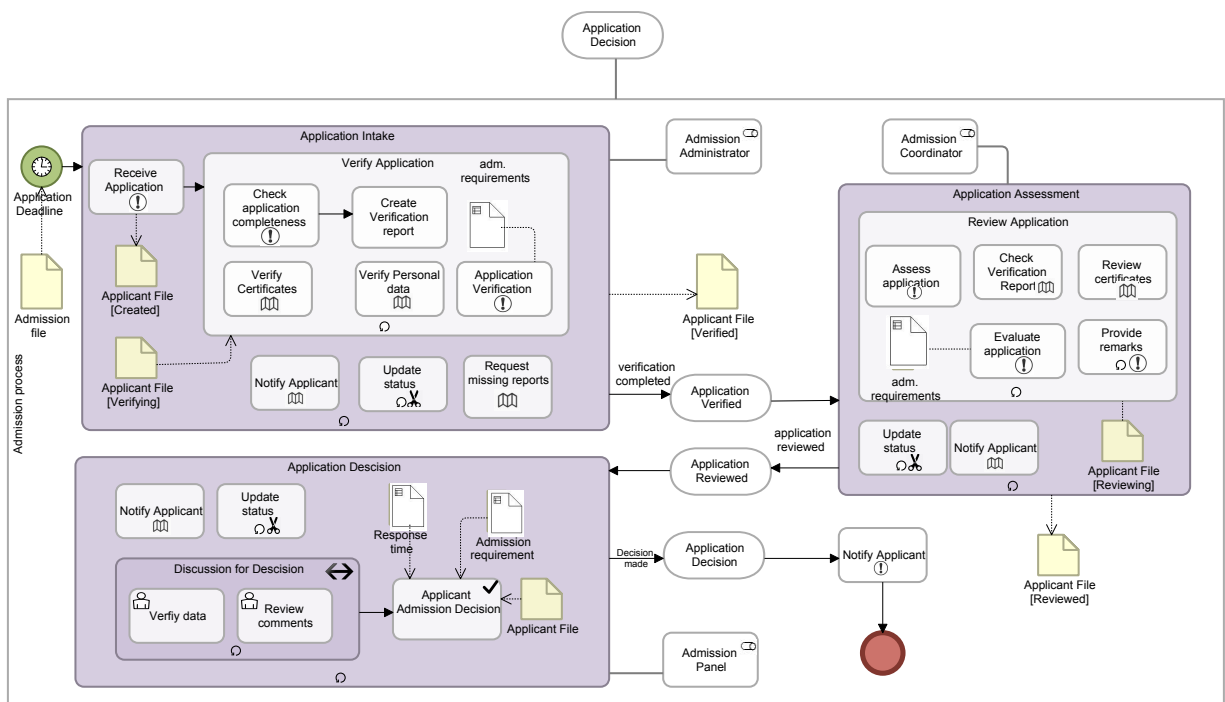 Application
Decision
Application Intake
Admission
Administrator
Admission
Coordinator
Application
Deadline
Receive
Application
Verify Application
adm.
requirements
Check
application
completeness
Create
Verification
report
Verify
Certificates
Verify Personal
data
Application
Verification
Admission
file
Applicant File
[Created]
Applicant File
[Verifying]
Notify Applicant
Update
status
Request
missing reports
Applicant File
[Verified]
verification
completed
Application
Verified
Application Assessment
Review Application
Assess
application
Check
Verification
Report
Review
certificates
adm.
requirements
Evaluate
application
Provide
remarks
Update
status
Notify Applicant
Applicant File
[Reviewing]
application
reviewed
Application
Reviewed
Applicant File
[Reviewed]
Admission process
Application Descision
Notify Applicant
Update
status
Response
time
Admission
requirement
Discussion for Descision
Verfiy data
Review
comments
Applicant
Admission Decision
Applicant File
Decision
made
Application
Decision
Notify Applicant
Admission
Panel